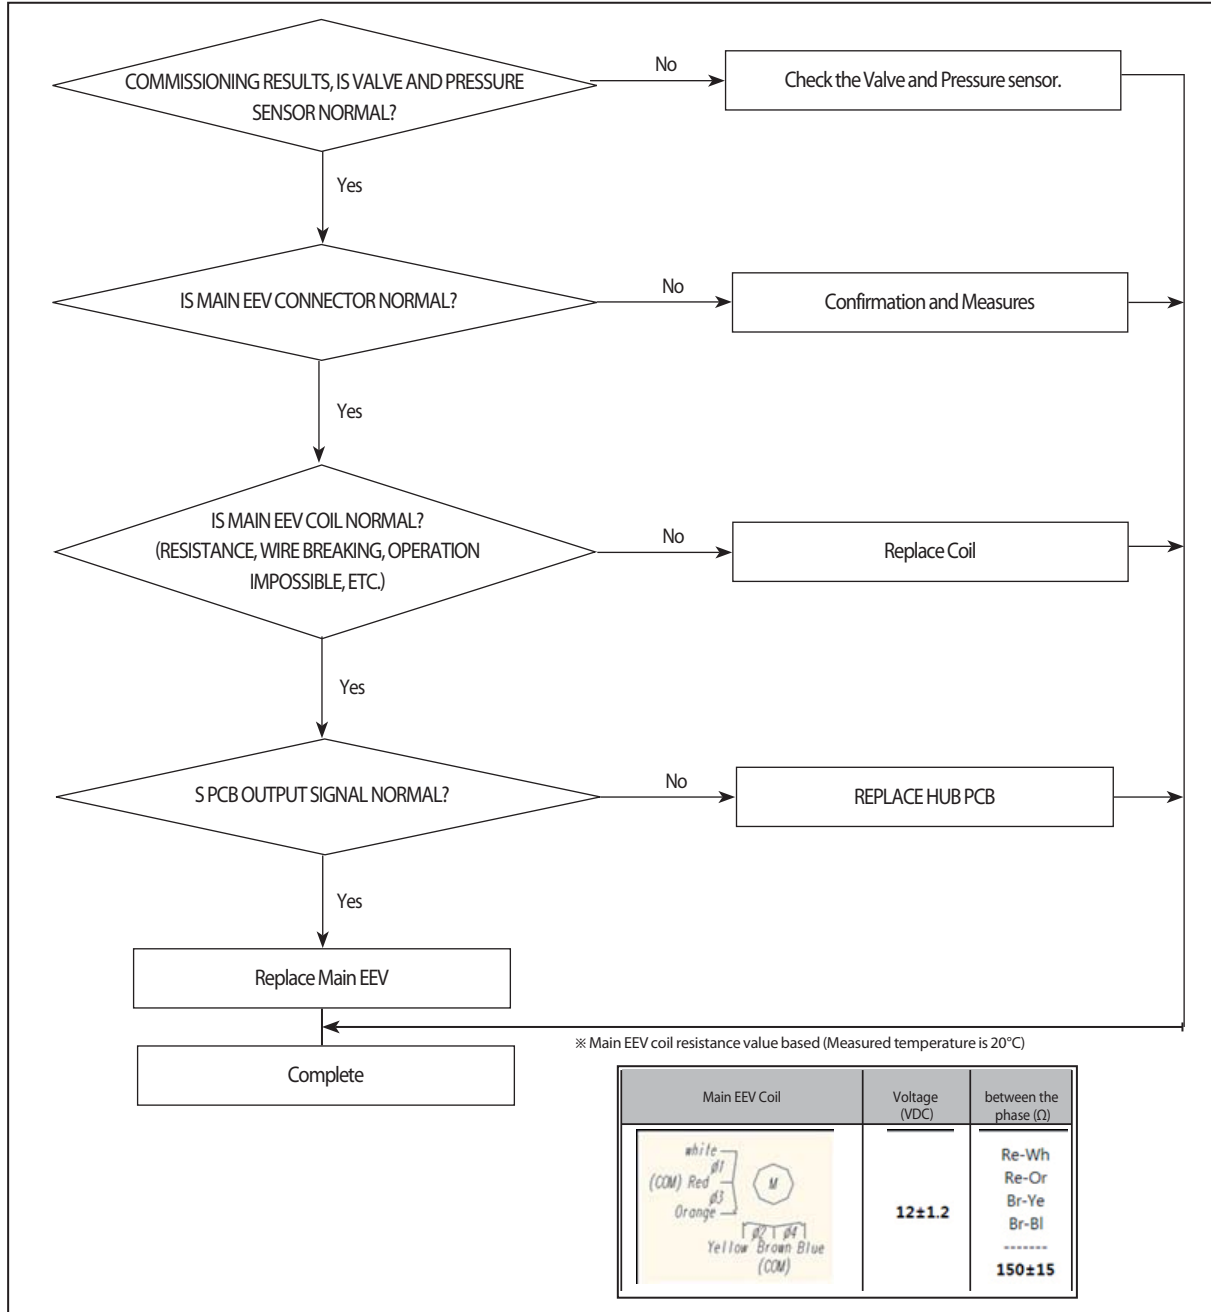 COMMISSIONING RESULTS, IS VALVE AND PRESSURE
SENSOR NORMAL?
No
Check the Valve and Pressure sensor.
Yes
IS MAIN EEV CONNECTOR NORMAL?
No
Confirmation and Measures
Yes
IS MAIN EEV COIL NORMAL?
(RESISTANCE, WIRE BREAKING, OPERATION
IMPOSSIBLE, ETC.)
No
Replace Coil
Yes
S PCB OUTPUT SIGNAL NORMAL?
No
REPLACE HUB PCB
Yes
Replace Main EEV
Complete
※ Main EEV coil resistance value based (Measured temperature is 20°C)
Main EEV Coil
Voltage
(VDC)
between the
phase (Ω)
white
ø1
(COM) Red
ø3
Orange
M
ø2 ø4
Yellow Brown Blue
(COM)
12±1.2
Re-Wh
Re-Or
Br-Ye
Br-Bl
-------
150±15